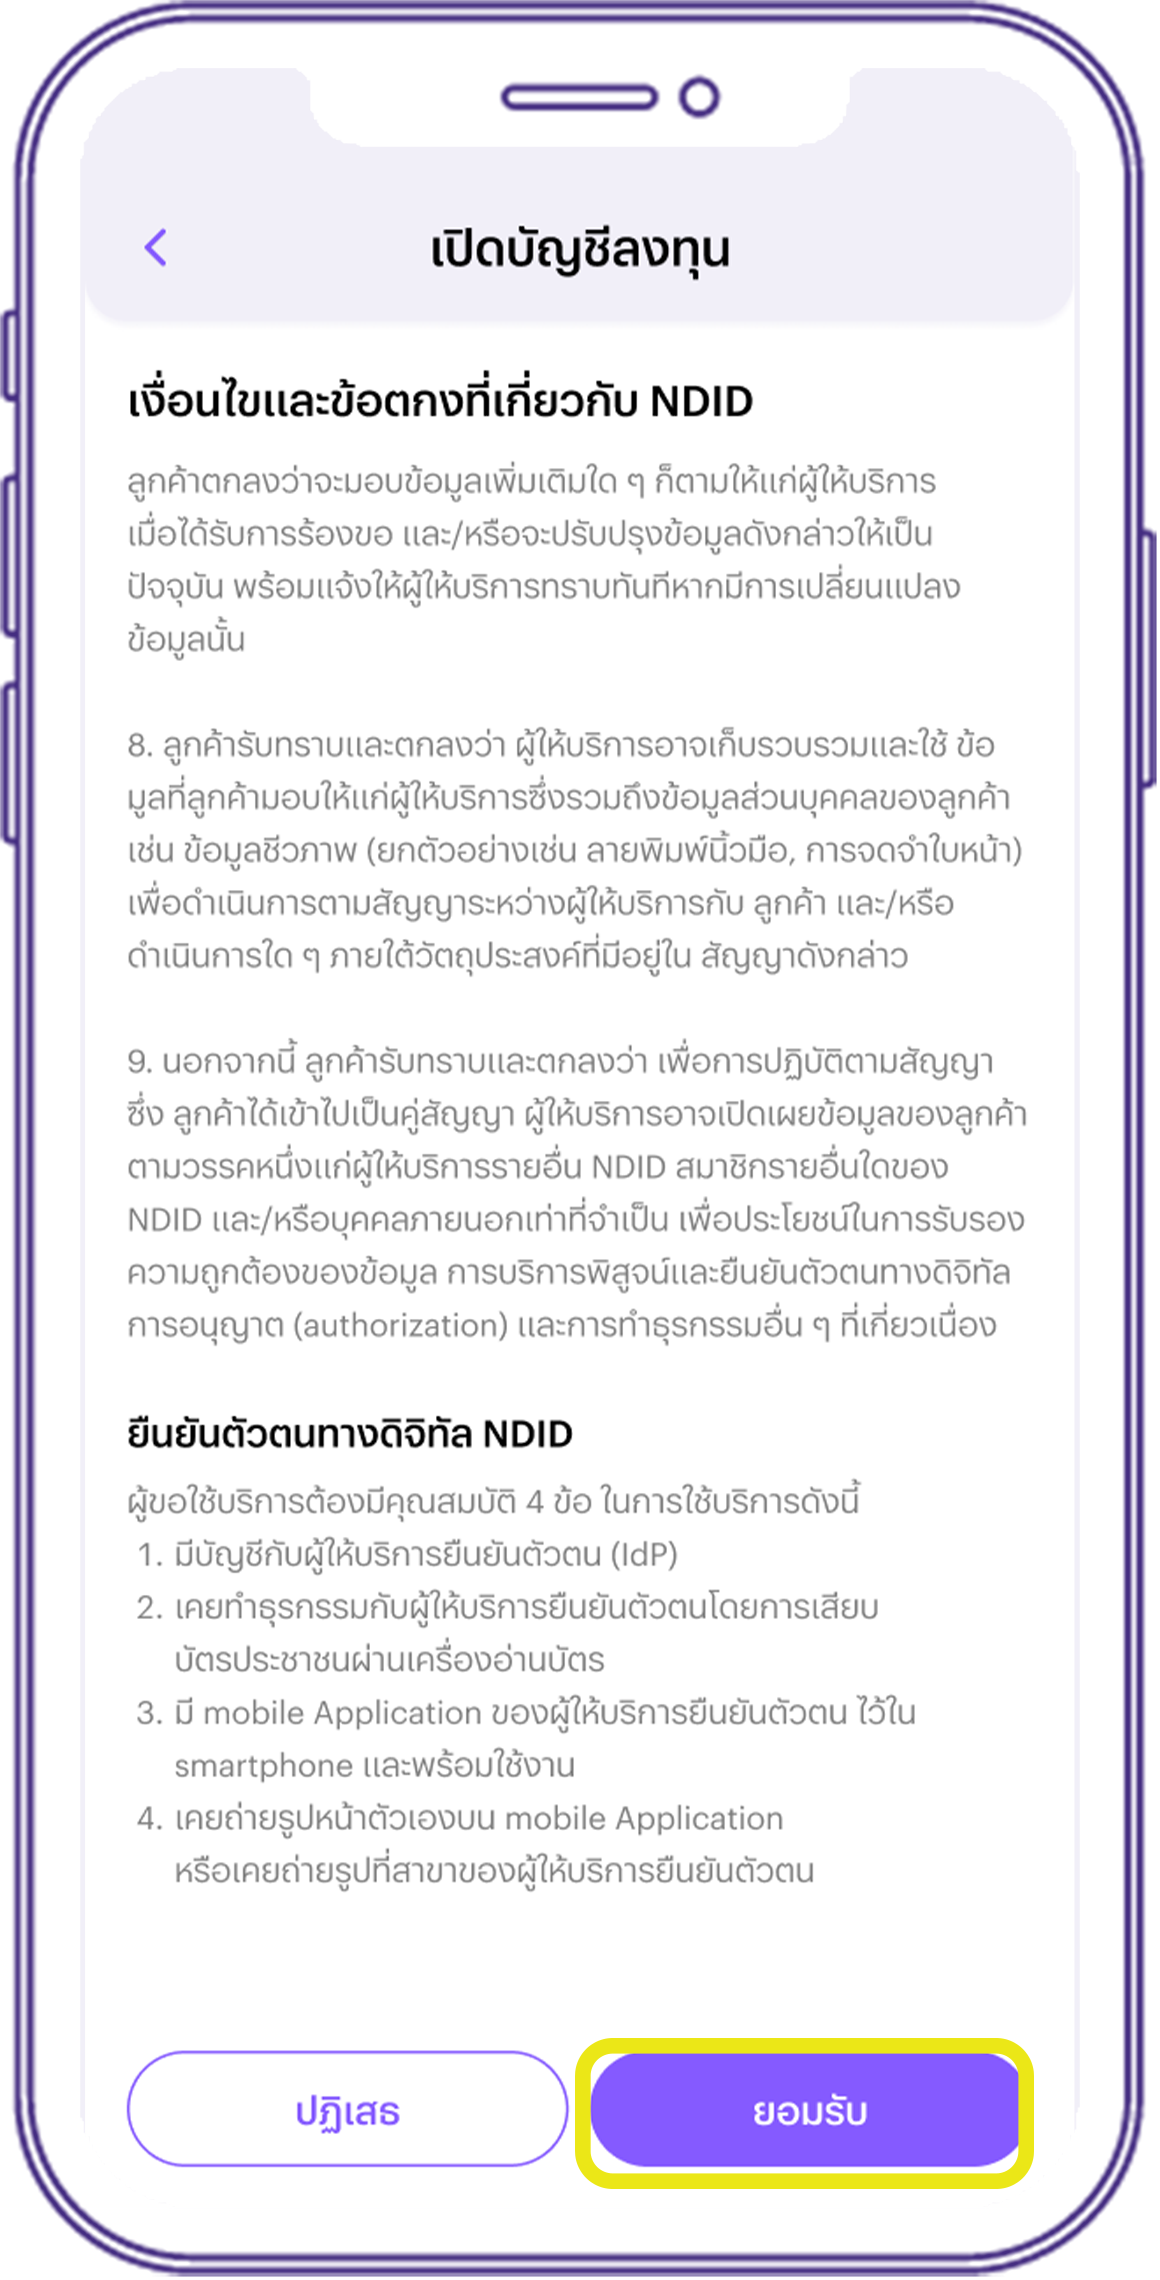 เปิดบัญชีลงทุน
เงื่อนไขและข้อตกงที่เกี่ยวกับ NDID
ลูกค้าตกลงว่าจะมอบข้อมูลเพิ่มเติมใด ๆ ก็ตามให้แก่ผู้ให้บริการ
เมื่อได้รับการร้องขอ และ/หรือจะปรับปรุงข้อมูลดังกล่าวให้เป็น
ปัจจุบัน พร้อมแจ้งให้ผู้ให้บริการทราบทันทีหากมีการเปลี่ยนแปลง
ข้อมูลนั้น
8. ลูกค้ารับทราบและตกลงว่า ผู้ให้บริการอาจเก็บรวบรวมและใช้ ข้อ
มูลที่ลูกค้ามอบให้แก่ผู้ให้บริการซึ่งรวมถึงข้อมูลส่วนบุคคลของลูกค้า
เช่น ข้อมูลชีวภาพ (ยกตัวอย่างเช่น ลายพิมพ์นิ้วมือ, การจดจำใบหน้า)
เพื่อดำเนินการตามสัญญาระหว่างผู้ให้บริการกับ ลูกค้า และ/หรือ
ดำเนินการใด ๆ ภายใต้วัตถุประสงค์ที่มีอยู่ใน สัญญาดังกล่าว
9. นอกจากนี้ ลูกค้ารับทราบและตกลงว่า เพื่อการปฏิบัติตามสัญญา
ซึ่ง ลูกค้าได้เข้าไปเป็นคู่สัญญา ผู้ให้บริการอาจเปิดเผยข้อมูลของลูกค้า
ตามวรรคหนึ่งแก่ผู้ให้บริการรายอื่น NDID สมาชิกรายอื่นใดของ
NDID และ/หรือบุคคลภายนอกเท่าที่จำเป็น เพื่อประโยชน์ในการรับรอง
ความถูกต้องของข้อมูล การบริการพิสูจน์และยืนยันตัวตนทางดิจิทัล
การอนุญาต (authorization) และการทำธุรกรรมอื่น ๆ ที่เกี่ยวเนื่อง
ยืนยันตัวตนทางดิจิทัล NDID
ผู้ขอใช้บริการต้องมีคุณสมบัติ 4 ข้อ ในการใช้บริการดังนี้
1. มีบัญชีกับผู้ให้บริการยืนยันตัวตน (IdP)
2. เคยทำธุรกรรมกับผู้ให้บริการยืนยันตัวตนโดยการเสียบ
บัตรประชาชนผ่านเครื่องอ่านบัตร
3. มี mobile Application ของผู้ให้บริการยืนยันตัวตน ไว้ใน
smartphone และพร้อมใช้งาน
4. เคยถ่ายรูปหน้าตัวเองบน mobile Application
หรือเคยถ่ายรูปที่สาขาของผู้ให้บริการยืนยันตัวตน
ปฏิเสธ
ยอมรับ